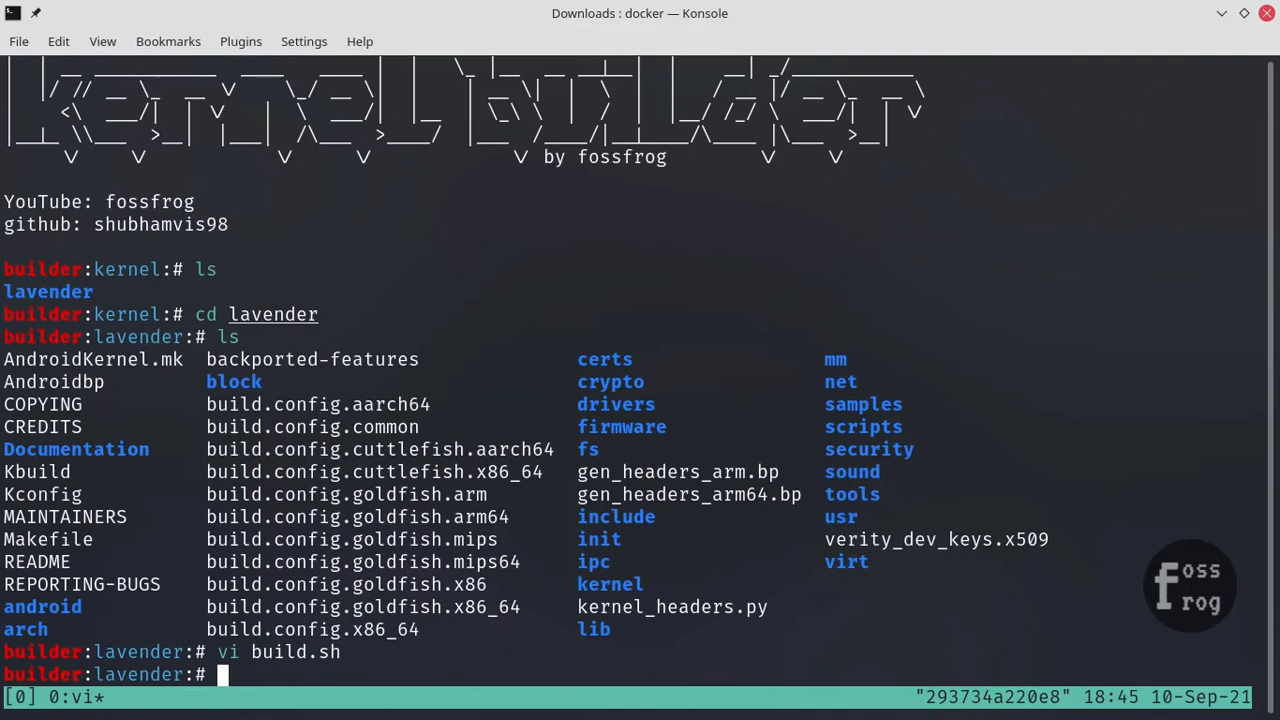 Downloads : docker — Konsole
File Edit View Bookmarks Plugins Settings Help
KERNEL builder
by fossfrog
YouTube: fossfrog
github: shubhamvis98
builder:kernel:# ls
lavender
builder:kernel:# cd lavender
builder:lavender:# ls
AndroidKernel.mk backported-features certs mm
Androidbp block crypto net
COPYING build.config.aarch64 drivers samples
CREDITS build.config.common firmware scripts
Documentation build.config.cuttlefish.aarch64 fs security
Kbuild build.config.cuttlefish.x86_64 gen_headers_arm.bp sound
Kconfig build.config.goldfish.arm gen_headers_arm64.bp tools
MAINTAINERS build.config.goldfish.arm64 include usr
Makefile build.config.goldfish.mips init verity_dev_keys.x509
README build.config.goldfish.mips64 ipc virt
REPORTING-BUGS build.config.goldfish.x86 kernel
android build.config.goldfish.x86_64 kernel_headers.py
arch build.config.x86_64 lib
builder:lavender:# vi build.sh
builder:lavender:#
[0] 0:vi* "293734a220e8" 18:45 10-Sep-21
foss
frog